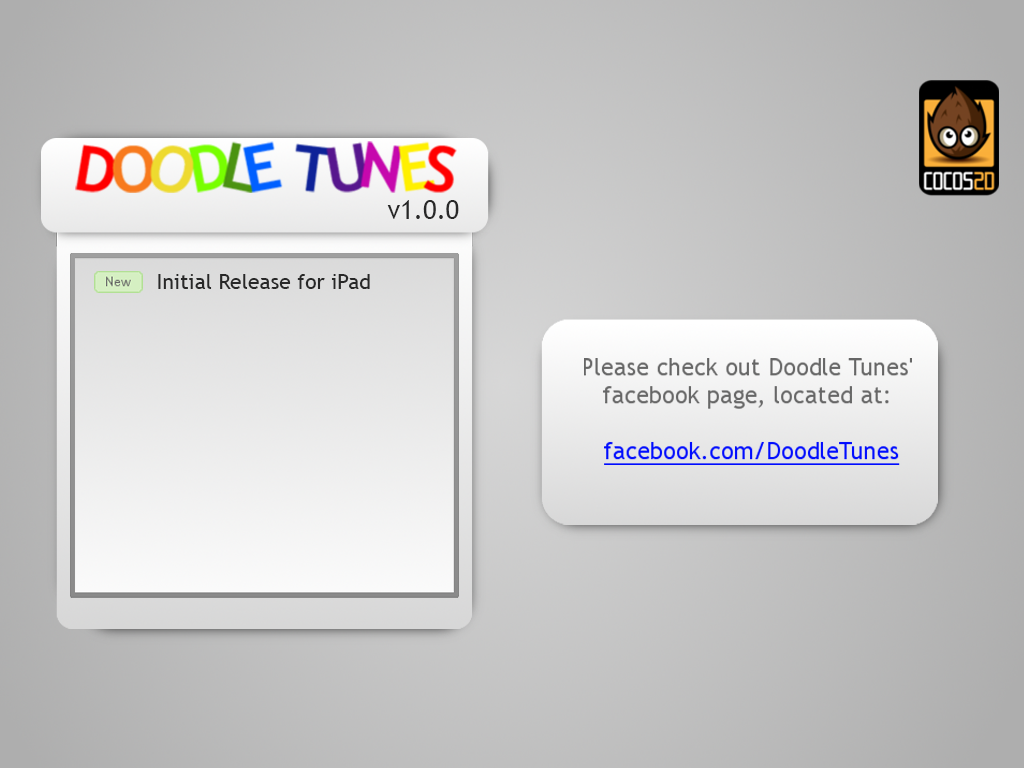 DOODLE TUNES
v1.0.0
New Initial Release for iPad
COCOS2D
Please check out Doodle Tunes'
facebook page, located at:
facebook.com/DoodleTunes